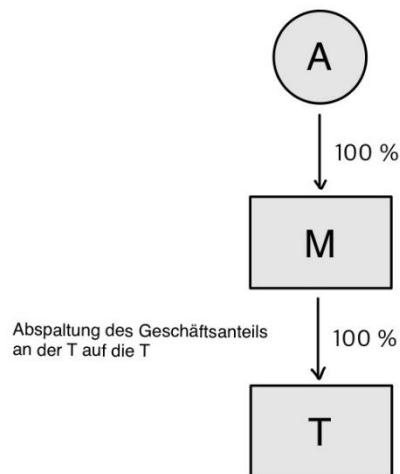 A
100 %
M
Abspaltung des Geschäftsanteils
an der T auf die T
100 %
T